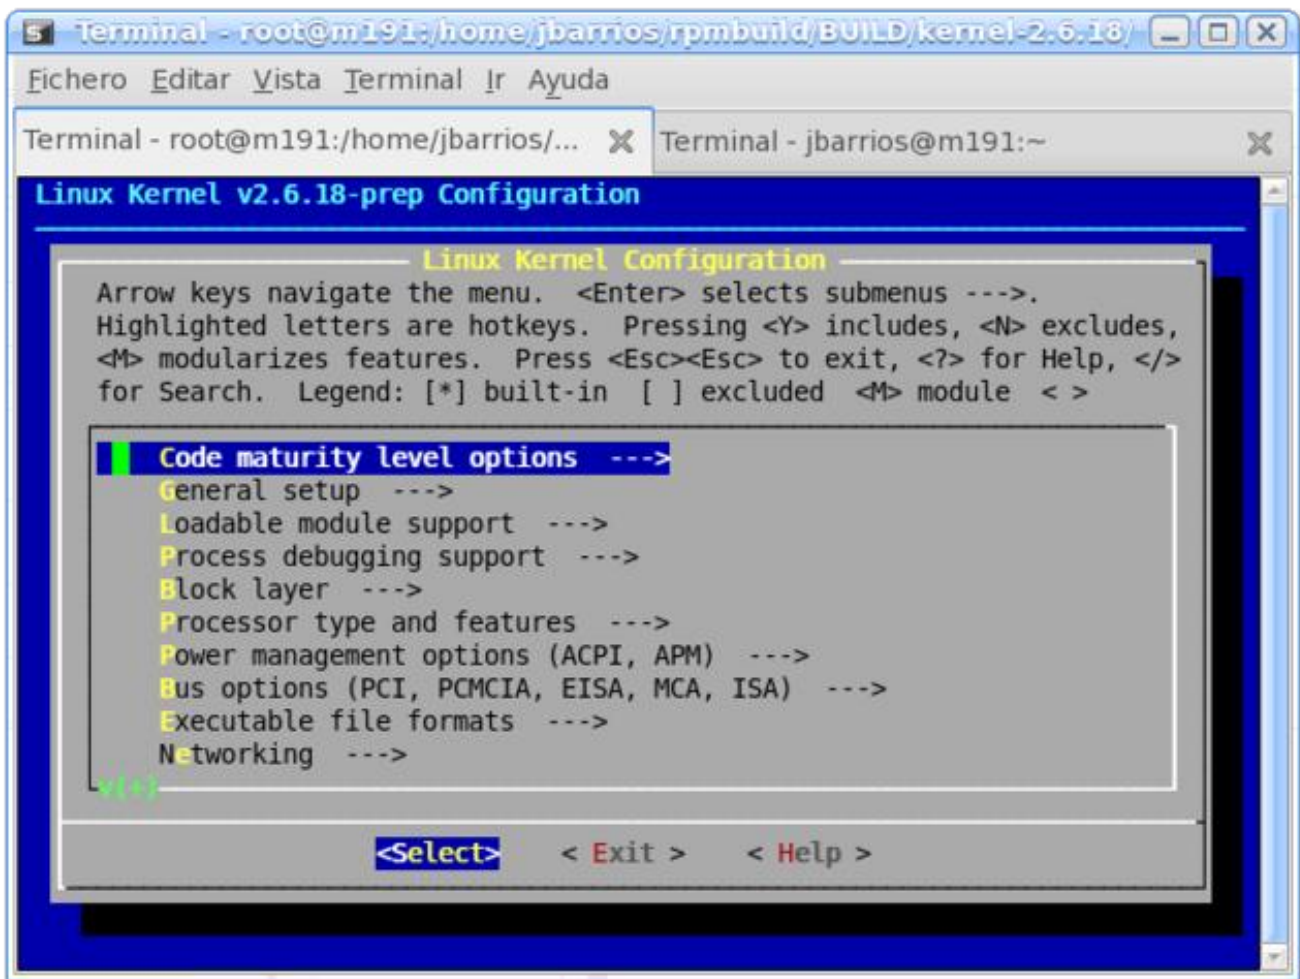 Terminal - root@m191:/home/jbarrios/rpmbuild/BUILD/kernel-2.6.18/
Fichero Editar Vista Terminal Ir Ayuda
Terminal - root@m191:/home/jbarrios/... Terminal - jbarrios@m191:~
Linux Kernel v2.6.18-prep Configuration
Linux Kernel Configuration
Arrow keys navigate the menu.  <Enter> selects submenus --->.
Highlighted letters are hotkeys.  Pressing <Y> includes, <N> excludes,
<M> modularizes features.  Press <Esc><Esc> to exit, <?> for Help, </>
for Search.  Legend: [*] built-in  [ ] excluded  <M> module  < >
Code maturity level options  --->
General setup  --->
Loadable module support  --->
Process debugging support  --->
Block layer  --->
Processor type and features  --->
Power management options (ACPI, APM)  --->
Bus options (PCI, PCMCIA, EISA, MCA, ISA)  --->
Executable file formats  --->
Networking  --->
v(+)
<Select>    < Exit >    < Help >